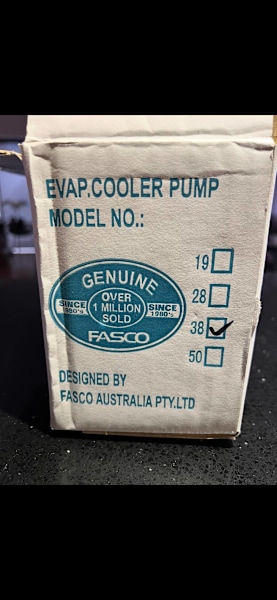 EVAP.COOLER PUMP
MODEL NO.:
19
28
38
50
GENUINE
SINCE 1980's
OVER
1 MILLION
SOLD
SINCE 1980's
FASCO
DESIGNED BY
FASCO AUSTRALIA PTY.LTD